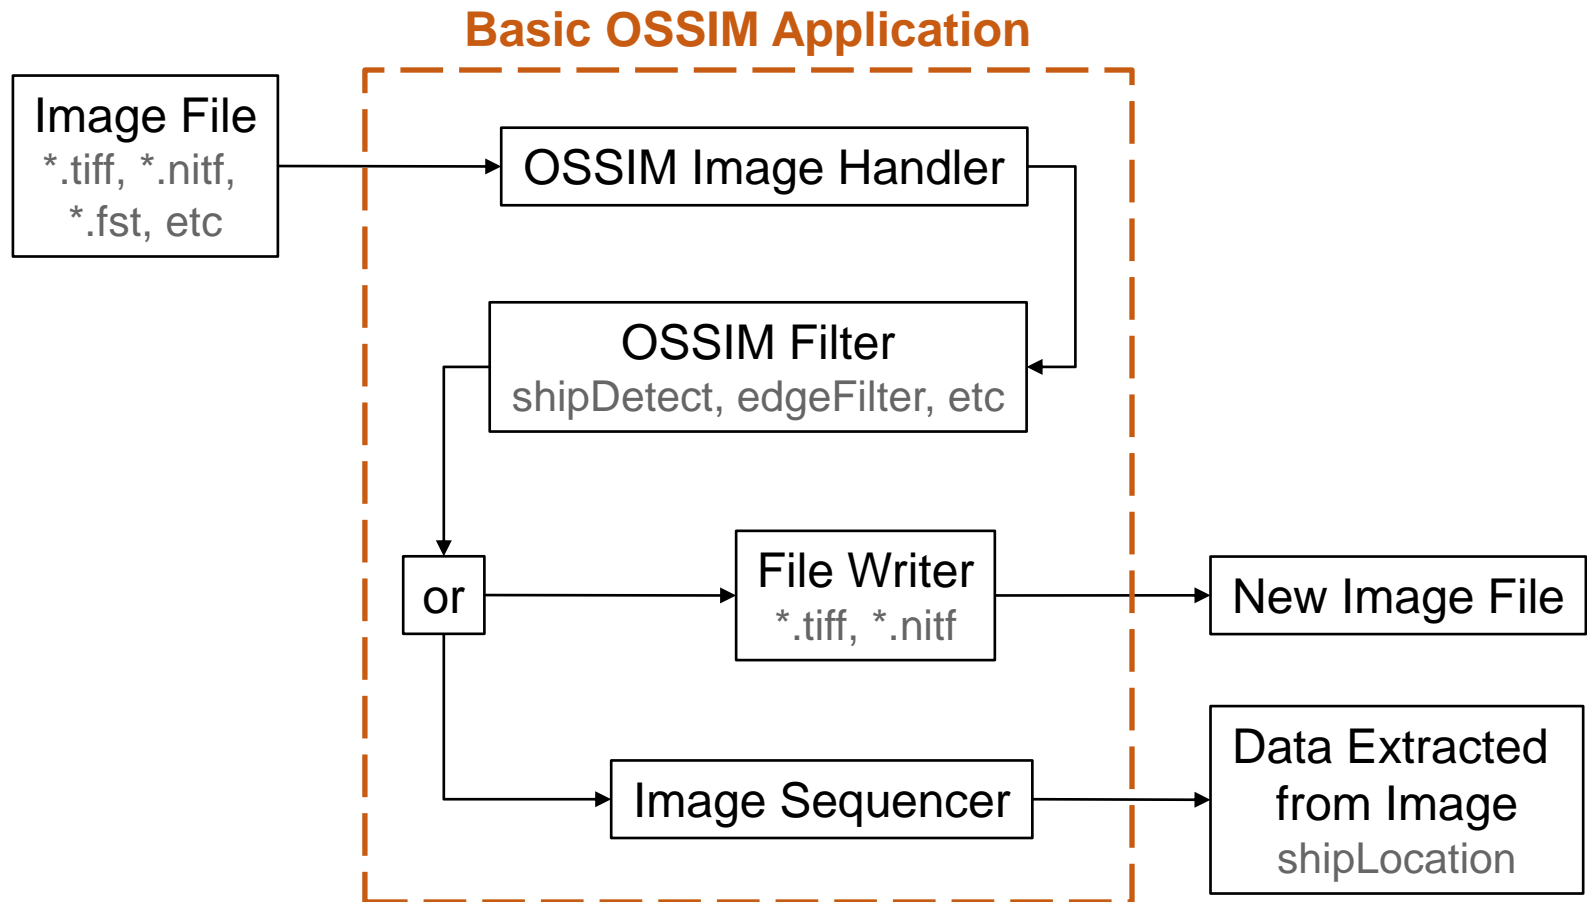 Basic OSSIM Application
Image File
*.tiff, *.nitf,
*.fst, etc
OSSIM Image Handler
OSSIM Filter
shipDetect, edgeFilter, etc
or
File Writer
*.tiff, *.nitf
New Image File
Image Sequencer
Data Extracted
from Image
shipLocation